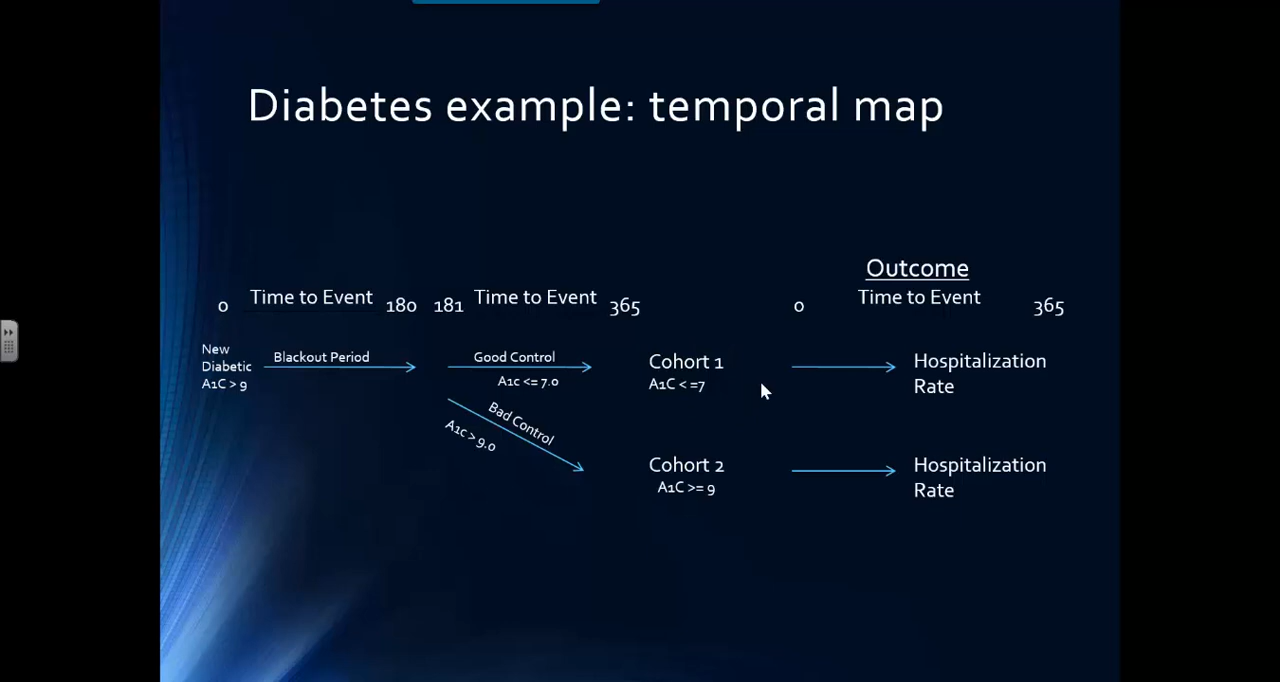 Diabetes example: temporal map
Outcome
0 Time to Event 180 181 Time to Event 365 0 Time to Event 365
New
Diabetic
A1C > 9
Blackout Period
Good Control
A1c <= 7.0
Bad Control
A1c > 9.0
Cohort 1
A1C < =7
Hospitalization
Rate
Cohort 2
A1C >= 9
Hospitalization
Rate